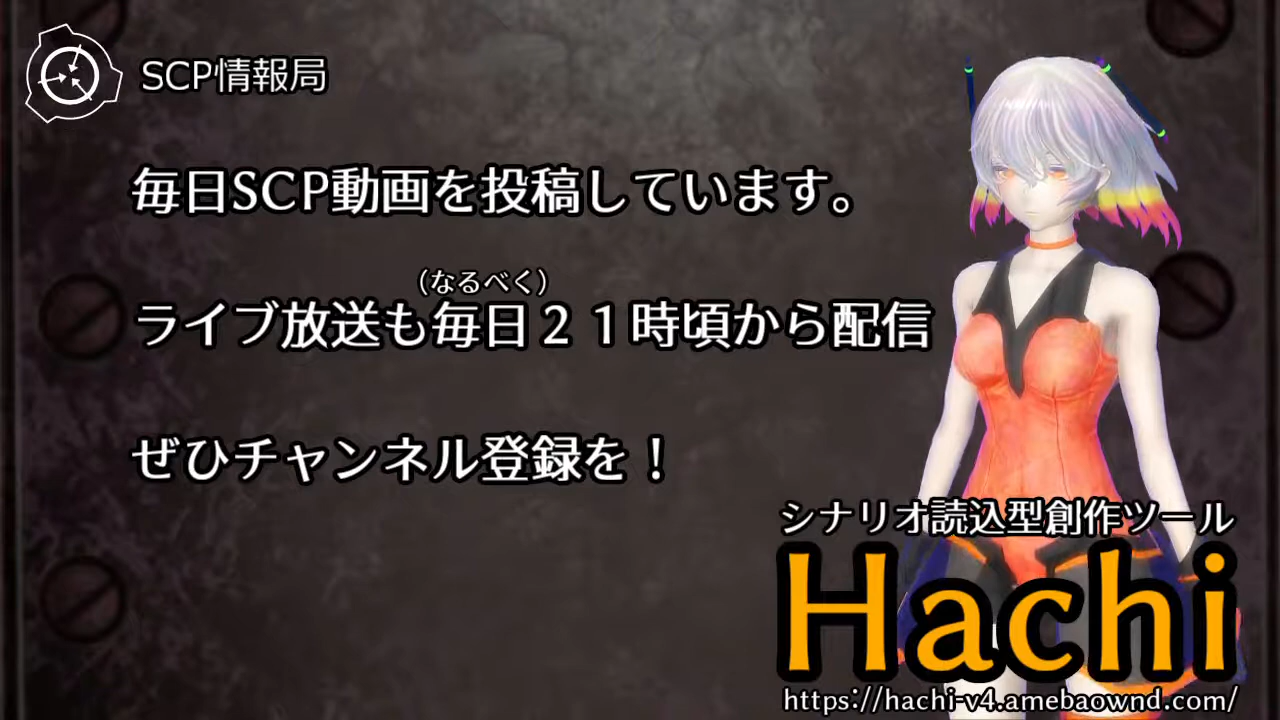 SCP情報局
毎日SCP動画を投稿しています。
（なるべく）
ライブ放送も毎日２１時頃から配信
ぜひチャンネル登録を！
シナリオ読込型創作ツール
Hachi
https://hachi-v4.amebaownd.com/